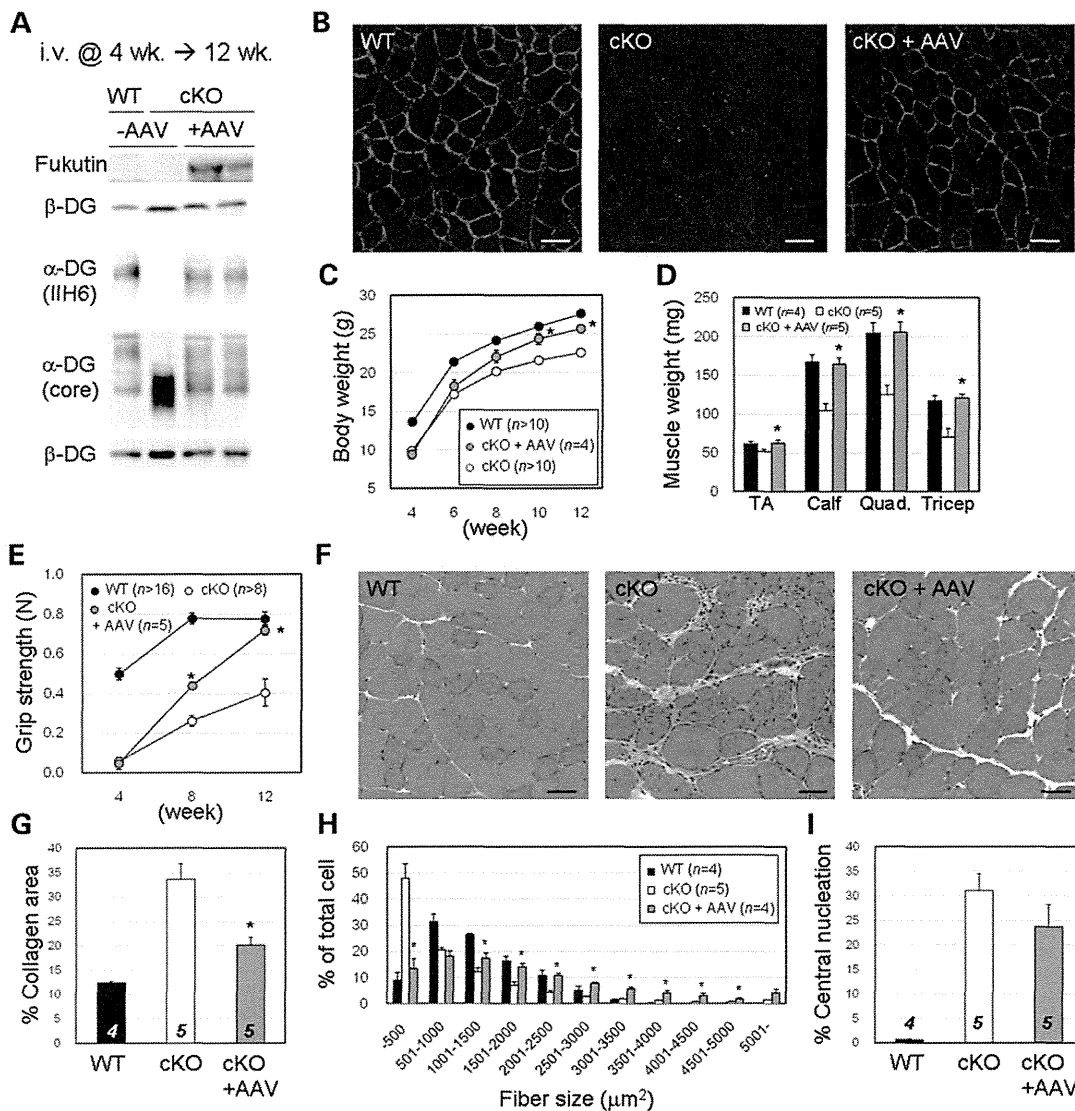 A
i.v. @ 4 wk. → 12 wk.
WT cKO
-AAV +AAV
Fukutin
β-DG
α-DG
(IIH6)
α-DG
(core)
β-DG
B
WT
cKO
cKO + AAV
C
Body weight (g)
30
25
20
15
10
5
WT (n>10)
cKO + AAV (n=4)
cKO (n>10)
*
*
4 6 8 10 12
(week)
D
Muscle weight (mg)
250
200
150
100
50
0
WT (n=4) cKO (n=5)
cKO + AAV (n=5)
* * * *
TA Calf Quad. Tricep
E
Grip strength (N)
1.0
0.8
0.6
0.4
0.2
0.0
WT (n>16) cKO (n>8)
cKO
+ AAV (n=5)
*
*
4 8 12
(week)
F
WT
cKO
cKO + AAV
G
% Collagen area
40
35
30
25
20
15
10
5
0
*
4 5 5
WT cKO cKO
+AAV
H
% of total cell
60
50
40
30
20
10
0
WT (n=4)
cKO (n=5)
cKO + AAV (n=4)
* * * * * * * * *
-500 501-1000 1001-1500 1501-2000 2001-2500 2501-3000 3001-3500 3501-4000 4001-4500 4501-5000 5001-
Fiber size (μm²)
I
% Central nucleation
40
35
30
25
20
15
10
5
0
4 5 5
WT cKO cKO
+AAV